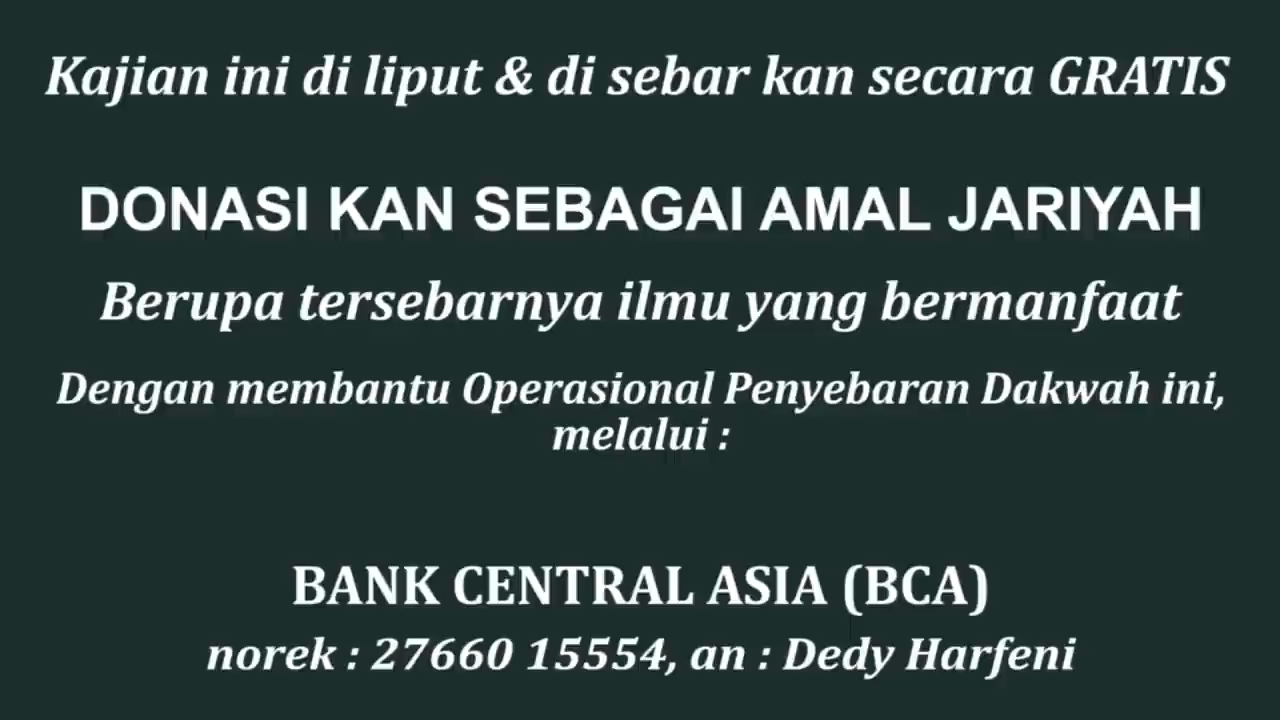 Kajian ini di liput & di sebar kan secara GRATIS
DONASI KAN SEBAGAI AMAL JARIYAH
Berupa tersebarnya ilmu yang bermanfaat
Dengan membantu Operasional Penyebaran Dakwah ini,
melalui :
BANK CENTRAL ASIA (BCA)
norek : 27660 15554, an : Dedy Harfeni